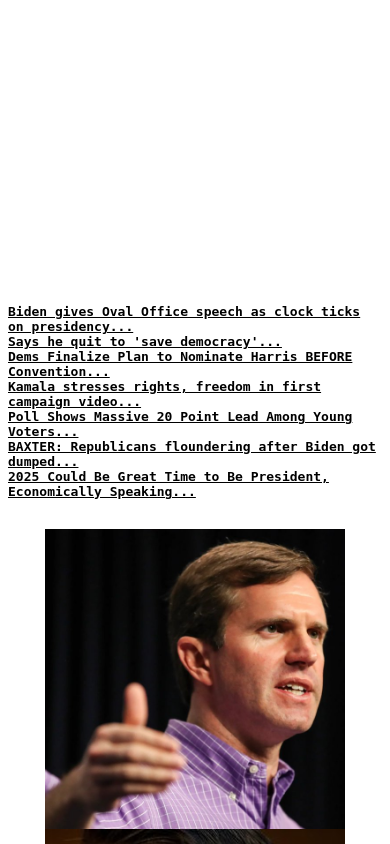 Biden gives Oval Office speech as clock ticks
on presidency...
Says he quit to 'save democracy'...
Dems Finalize Plan to Nominate Harris BEFORE
Convention...
Kamala stresses rights, freedom in first
campaign video...
Poll Shows Massive 20 Point Lead Among Young
Voters...
BAXTER: Republicans floundering after Biden got
dumped...
2025 Could Be Great Time to Be President,
Economically Speaking...